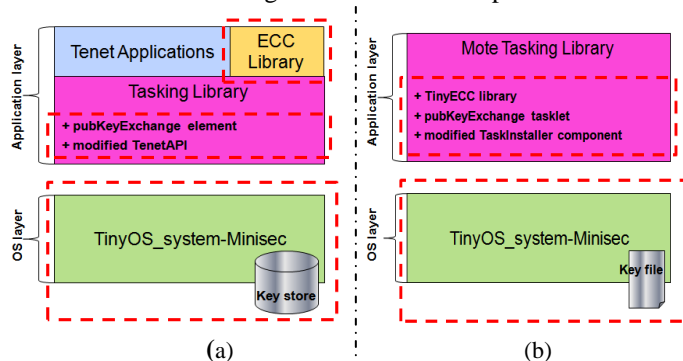 Tenet Applications
ECC
Library
Tasking Library
+ pubKeyExchange element
+ modified TenetAPI
Application layer
TinyOS_system-Minisec
Key store
OS layer
(a)
Mote Tasking Library
+ TinyECC library
+ pubKeyExchange tasklet
+ modified TaskInstaller component
Application layer
TinyOS_system-Minisec
Key file
OS layer
(b)